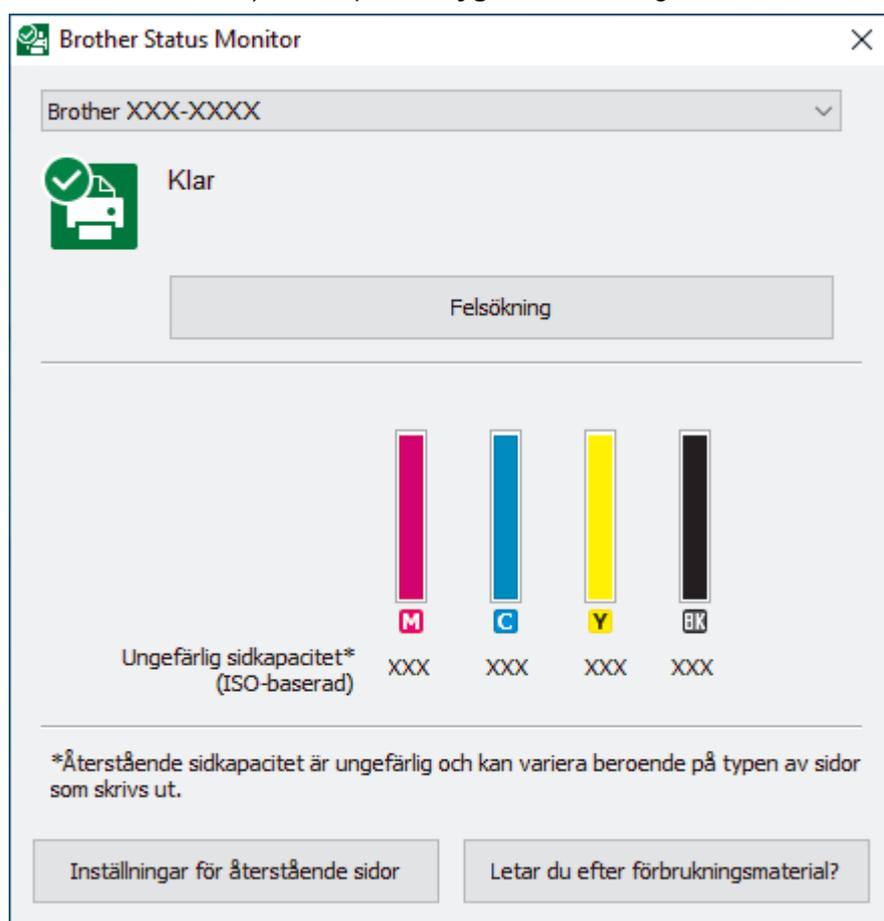 Brother Status Monitor
Brother XXX-XXXX
Klar
Felsökning
M C Y BK
Ungefärlig sidkapacitet* XXX XXX XXX XXX
(ISO-baserad)
*Återstående sidkapacitet är ungefärlig och kan variera beroende på typen av sidor
som skrivs ut.
Inställningar för återstående sidor
Letar du efter förbrukningsmaterial?